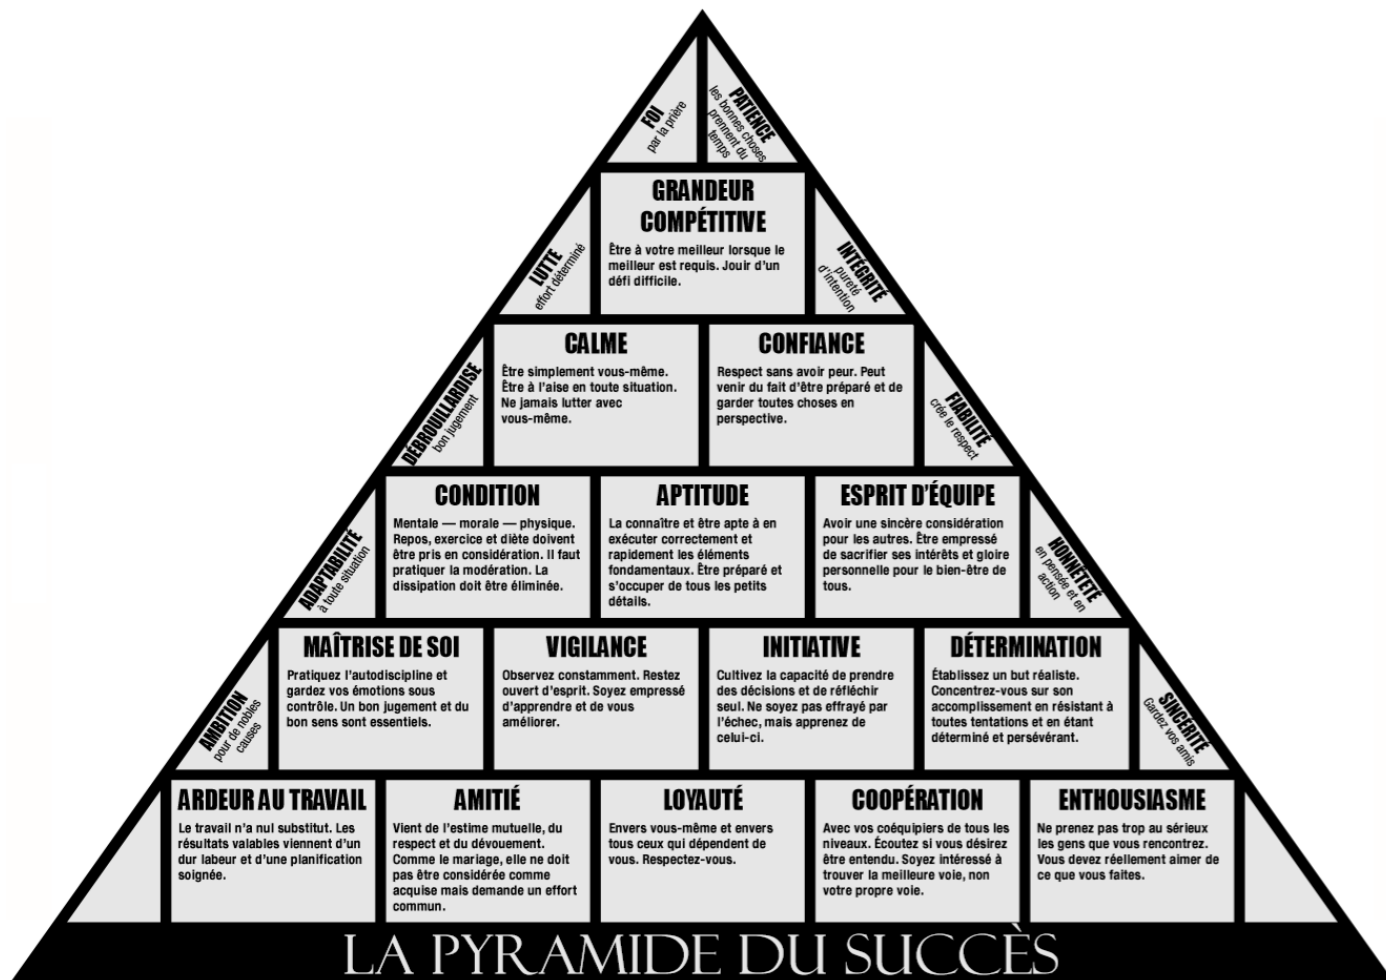 FOI
par la prière
PATIENCE
les bonnes choses
prennent du
temps
GRANDEUR
COMPÉTITIVE
Être à votre meilleur lorsque le
meilleur est requis. Jouir d'un
défi difficile.
LUTTE
effort déterminé
INTÉGRITÉ
pureté
d'intention
CALME
Être simplement vous-même.
Être à l'aise en toute situation.
Ne jamais lutter avec
vous-même.
CONFIANCE
Respect sans avoir peur. Peut
venir du fait d'être préparé et de
garder toutes choses en
perspective.
DÉBROUILLARDISE
bon jugement
FIABILITÉ
crée le respect
CONDITION
Mentale — morale — physique.
Repos, exercice et diète doivent
être pris en considération. Il faut
pratiquer la modération. La
dissipation doit être éliminée.
APTITUDE
La connaître et être apte à en
exécuter correctement et
rapidement les éléments
fondamentaux. Être préparé et
s'occuper de tous les petits
détails.
ESPRIT D'ÉQUIPE
Avoir une sincère considération
pour les autres. Être empressé
de sacrifier ses intérêts et gloire
personnelle pour le bien-être de
tous.
ADAPTABILITÉ
à toute situation
HONNÊTETÉ
en pensée et en
action
MAÎTRISE DE SOI
Pratiquez l'autodiscipline et
gardez vos émotions sous
contrôle. Un bon jugement et du
bon sens sont essentiels.
VIGILANCE
Observez constamment. Restez
ouvert d'esprit. Soyez empressé
d'apprendre et de vous
améliorer.
INITIATIVE
Cultivez la capacité de prendre
des décisions et de réfléchir
seul. Ne soyez pas effrayé par
l'échec, mais apprenez de
celui-ci.
DÉTERMINATION
Établissez un but réaliste.
Concentrez-vous sur son
accomplissement en résistant à
toutes tentations et en étant
déterminé et persévérant.
AMBITION
pour de nobles
causes
SINCÉRITÉ
Gardez vos amis
ARDEUR AU TRAVAIL
Le travail n'a nul substitut. Les
résultats valables viennent d'un
dur labeur et d'une planification
soignée.
AMITIÉ
Vient de l'estime mutuelle, du
respect et du dévouement.
Comme le mariage, elle ne doit
pas être considérée comme
acquise mais demande un effort
commun.
LOYAUTÉ
Envers vous-même et envers
tous ceux qui dépendent de
vous. Respectez-vous.
COOPÉRATION
Avec vos coéquipiers de tous les
niveaux. Écoutez si vous désirez
être entendu. Soyez intéressé à
trouver la meilleure voie, non
votre propre voie.
ENTHOUSIASME
Ne prenez pas trop au sérieux
les gens que vous rencontrez.
Vous devez réellement aimer de
ce que vous faites.
LA PYRAMIDE DU SUCCÈS